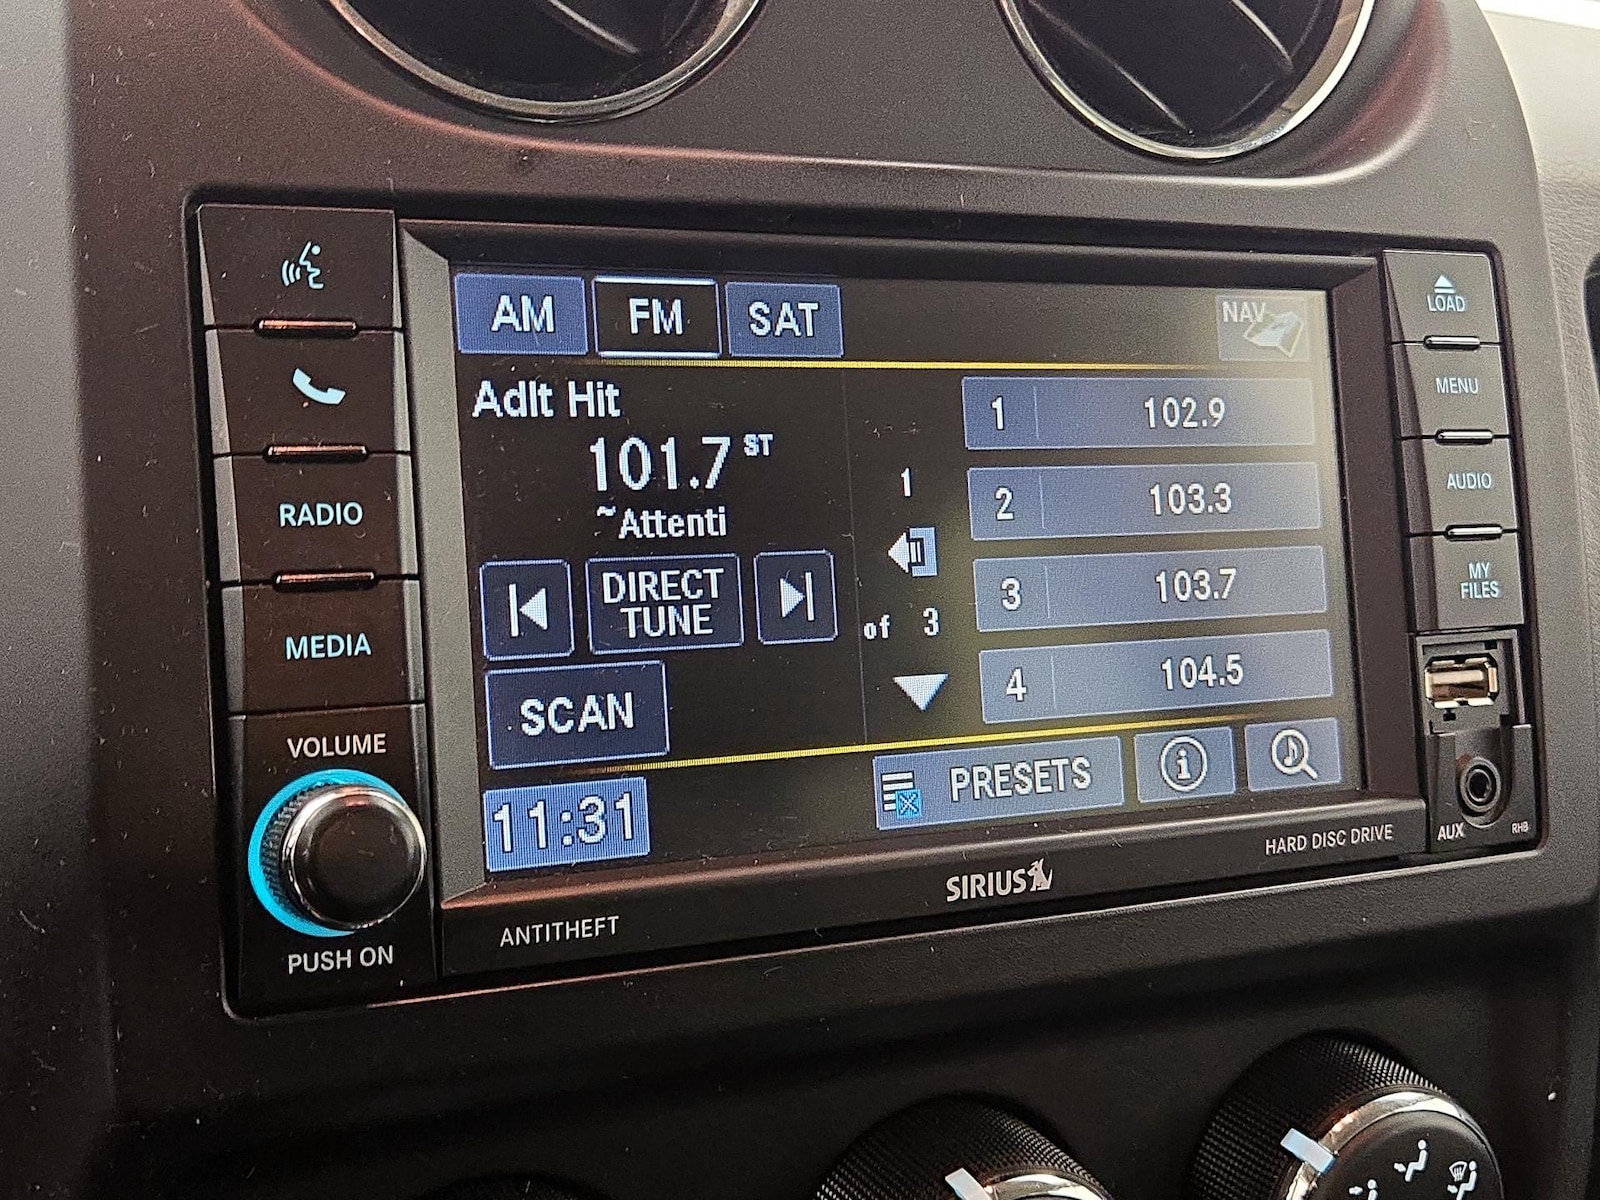 AM FM SAT NAV
LOAD
Adlt Hit
101.7 ST
~Attenti
DIRECT
TUNE
SCAN
11:31
1
of 3
1 102.9
2 103.3
3 103.7
4 104.5
PRESETS
RADIO
MEDIA
VOLUME
PUSH ON
MENU
AUDIO
MY
FILES
AUX
RHB
ANTITHEFT
SIRIUS
HARD DISC DRIVE